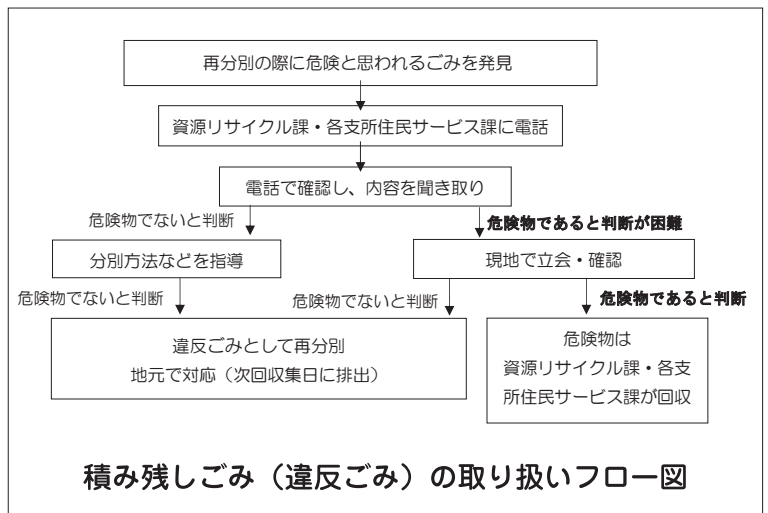 再分別の際に危険と思われるごみを発見
資源リサイクル課・各支所住民サービス課に電話
電話で確認し、内容を聞き取り
危険物でないと判断
危険物であると判断が困難
分別方法などを指導
現地で立会・確認
危険物でないと判断
危険物でないと判断
危険物であると判断
違反ごみとして再分別
地元で対応（次回収集日に排出）
危険物は
資源リサイクル課・各支
所住民サービス課が回収
積み残しごみ（違反ごみ）の取り扱いフロー図